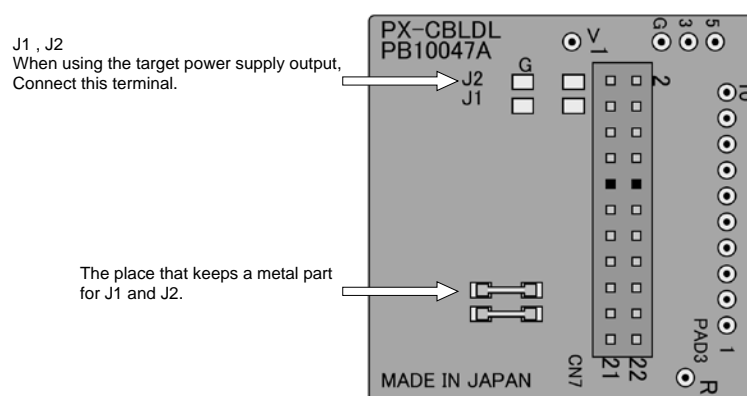 J1 , J2
When using the target power supply output,
Connect this terminal.
The place that keeps a metal part
for J1 and J2.
PX-CBLDL
PB10047A
J2
J1
G
V
1
2
G
3
5
10
1
PAD3
R
CN7
21
22
MADE IN JAPAN